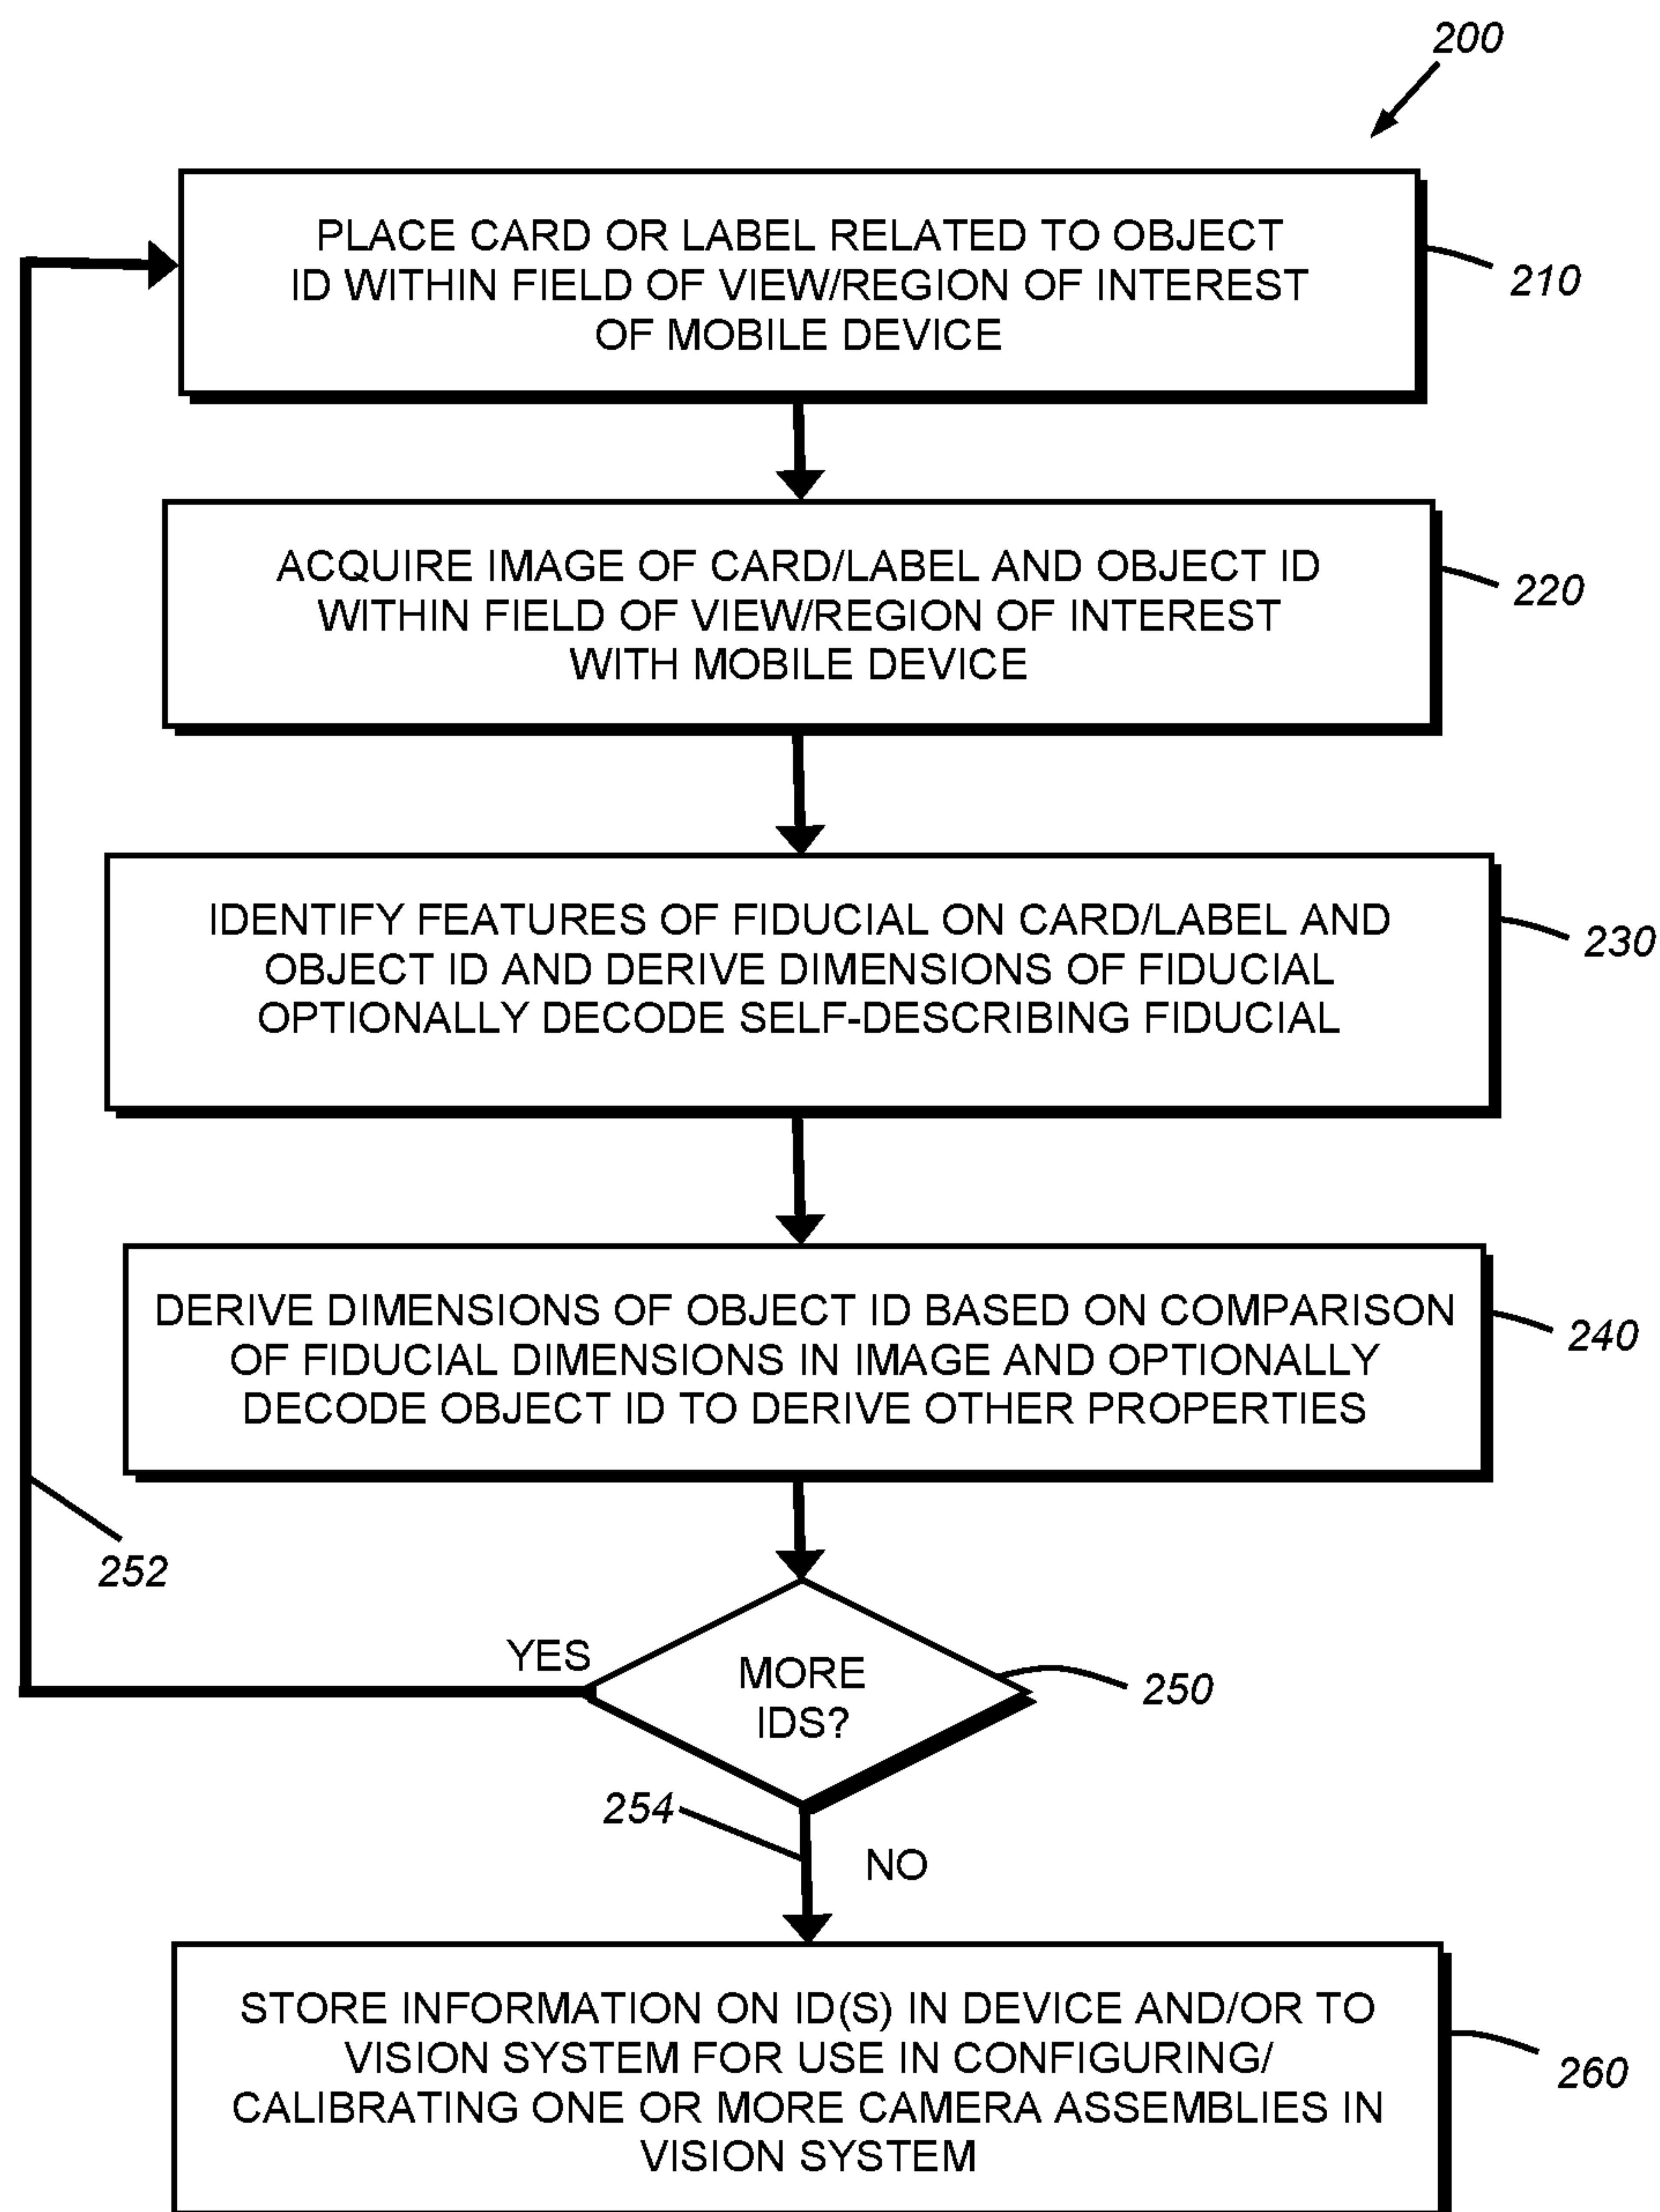 200
PLACE CARD OR LABEL RELATED TO OBJECT
ID WITHIN FIELD OF VIEW/REGION OF INTEREST
OF MOBILE DEVICE
210
ACQUIRE IMAGE OF CARD/LABEL AND OBJECT ID
WITHIN FIELD OF VIEW/REGION OF INTEREST
WITH MOBILE DEVICE
220
IDENTIFY FEATURES OF FIDUCIAL ON CARD/LABEL AND
OBJECT ID AND DERIVE DIMENSIONS OF FIDUCIAL
OPTIONALLY DECODE SELF-DESCRIBING FIDUCIAL
230
DERIVE DIMENSIONS OF OBJECT ID BASED ON COMPARISON
OF FIDUCIAL DIMENSIONS IN IMAGE AND OPTIONALLY
DECODE OBJECT ID TO DERIVE OTHER PROPERTIES
240
252
YES
MORE
IDS?
250
254
NO
STORE INFORMATION ON ID(S) IN DEVICE AND/OR TO
VISION SYSTEM FOR USE IN CONFIGURING/
CALIBRATING ONE OR MORE CAMERA ASSEMBLIES IN
VISION SYSTEM
260